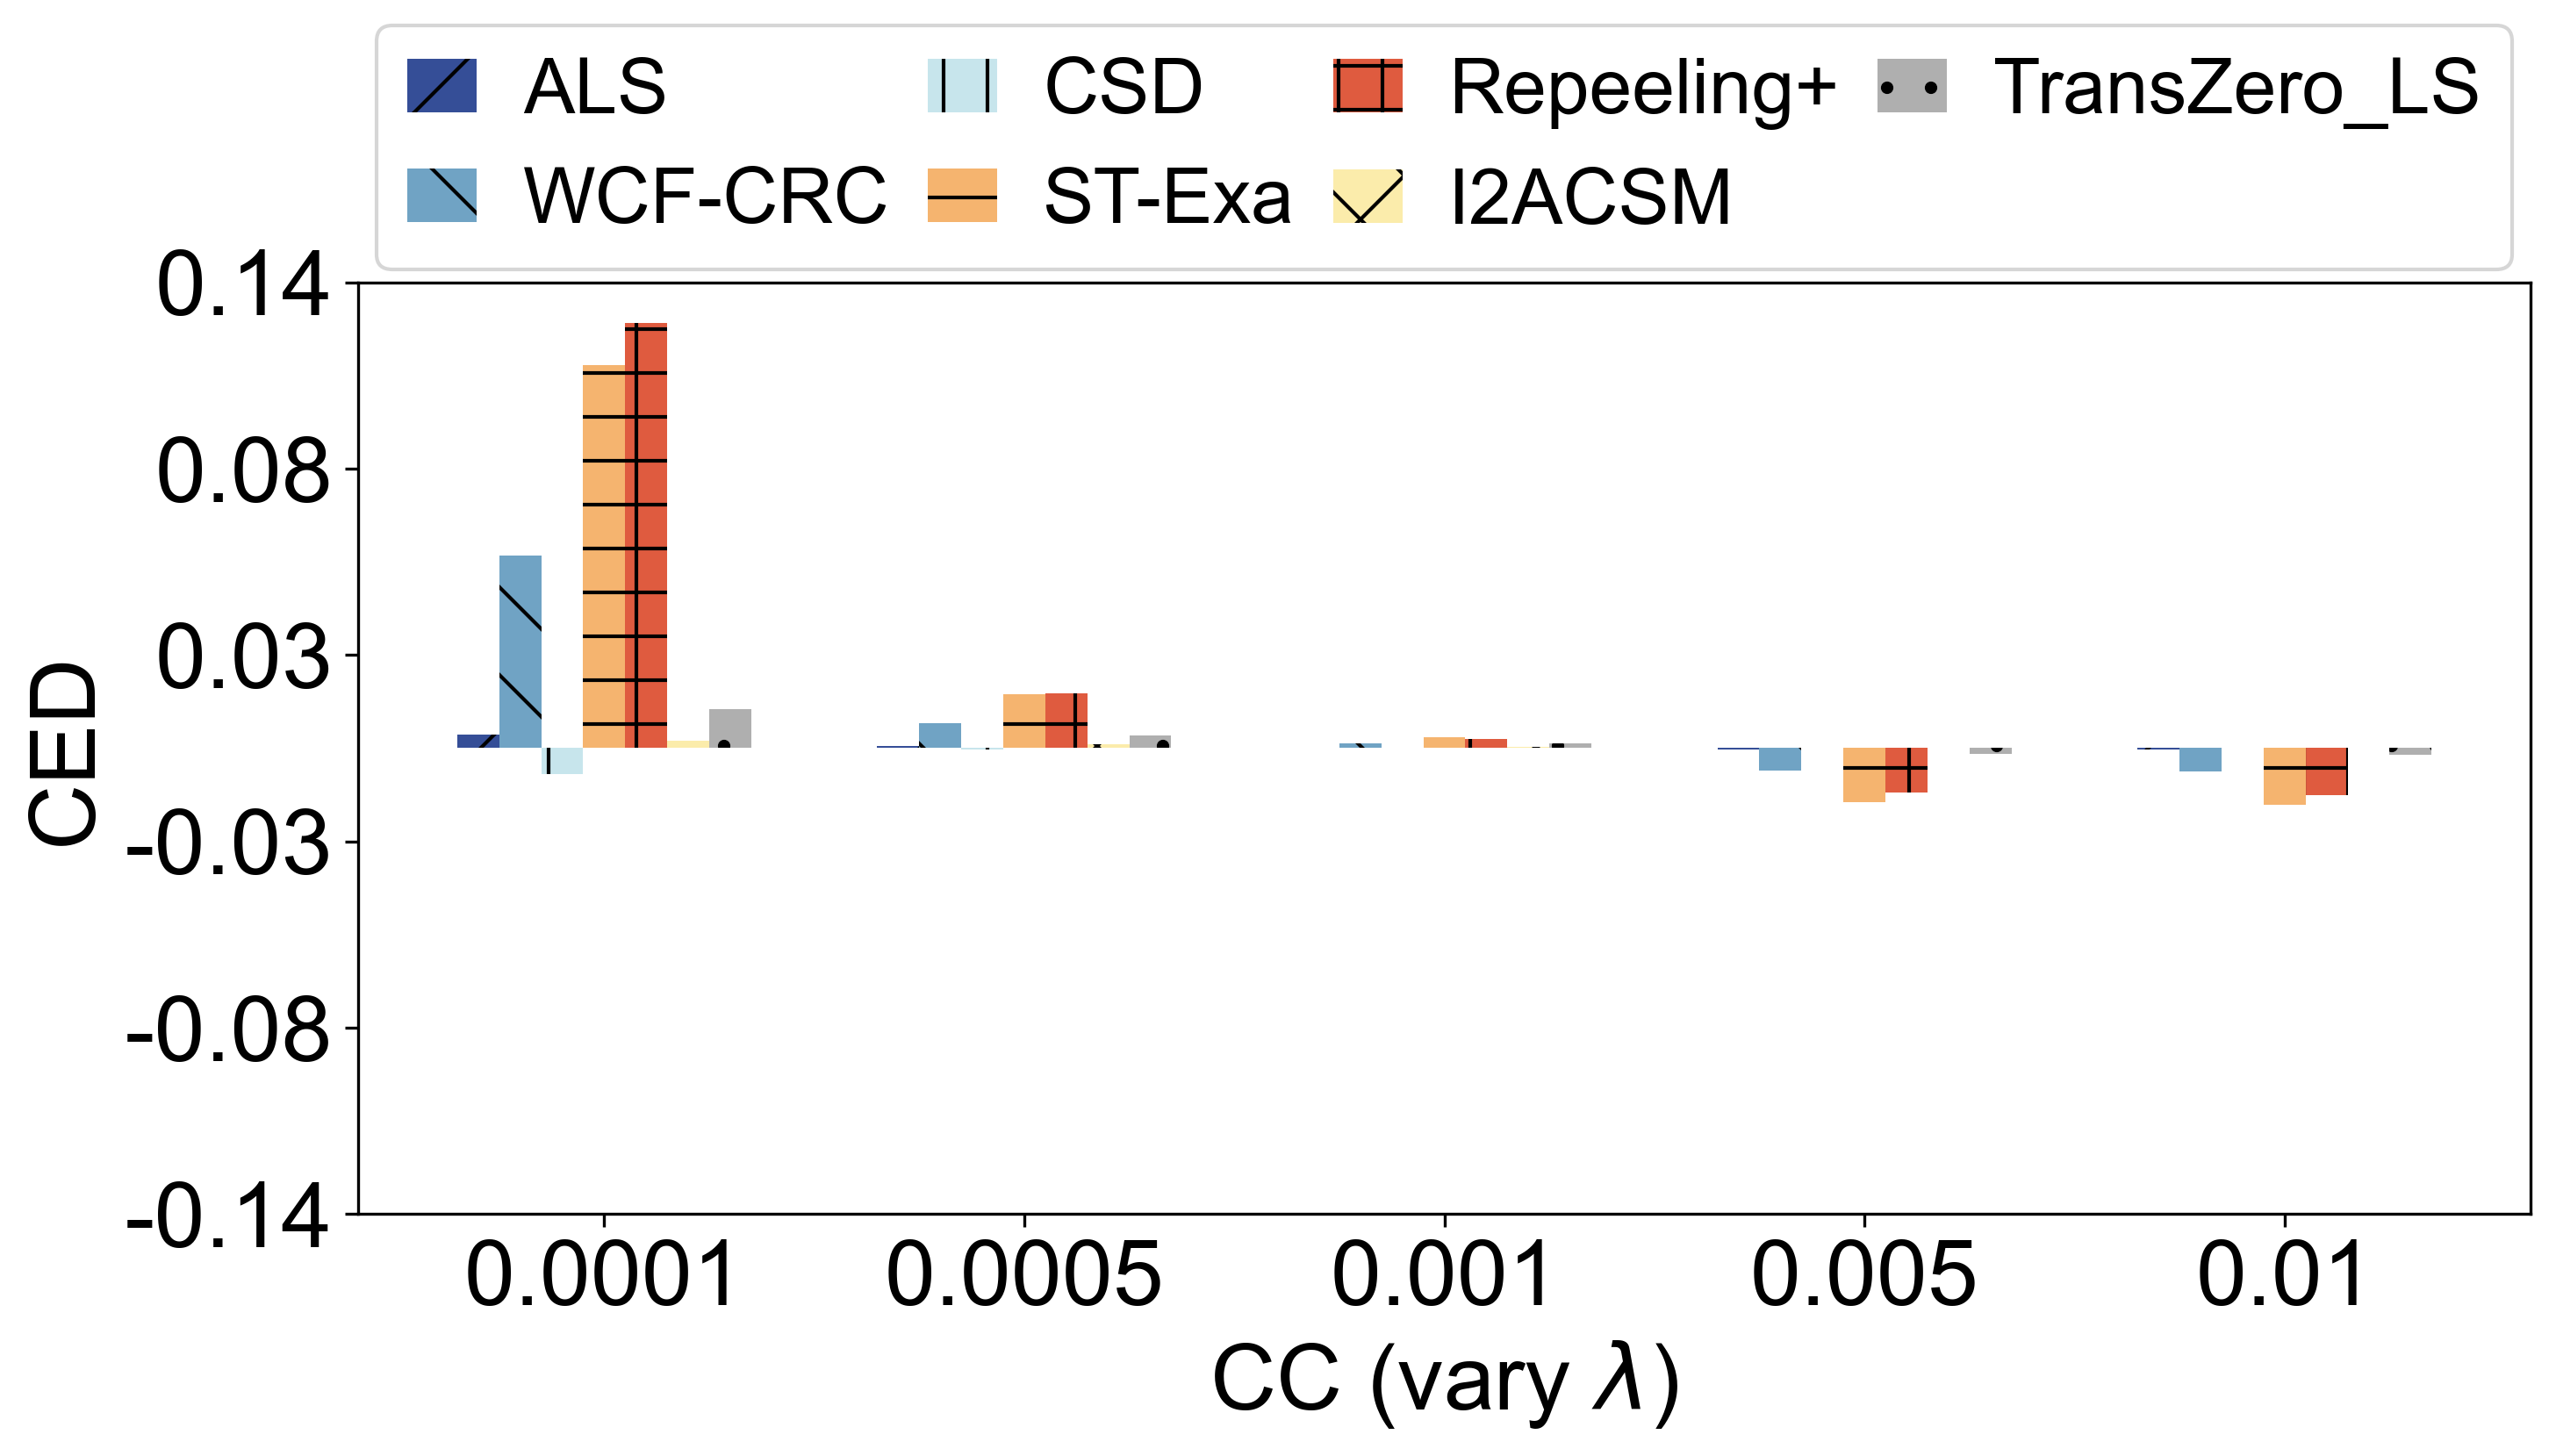 ALS CSD Repeeling+ TransZero_LS
WCF-CRC ST-Exa I2ACSM
0.14
0.08
0.03
-0.03
-0.08
-0.14
CED
0.0001 0.0005 0.001 0.005 0.01
CC (vary λ)